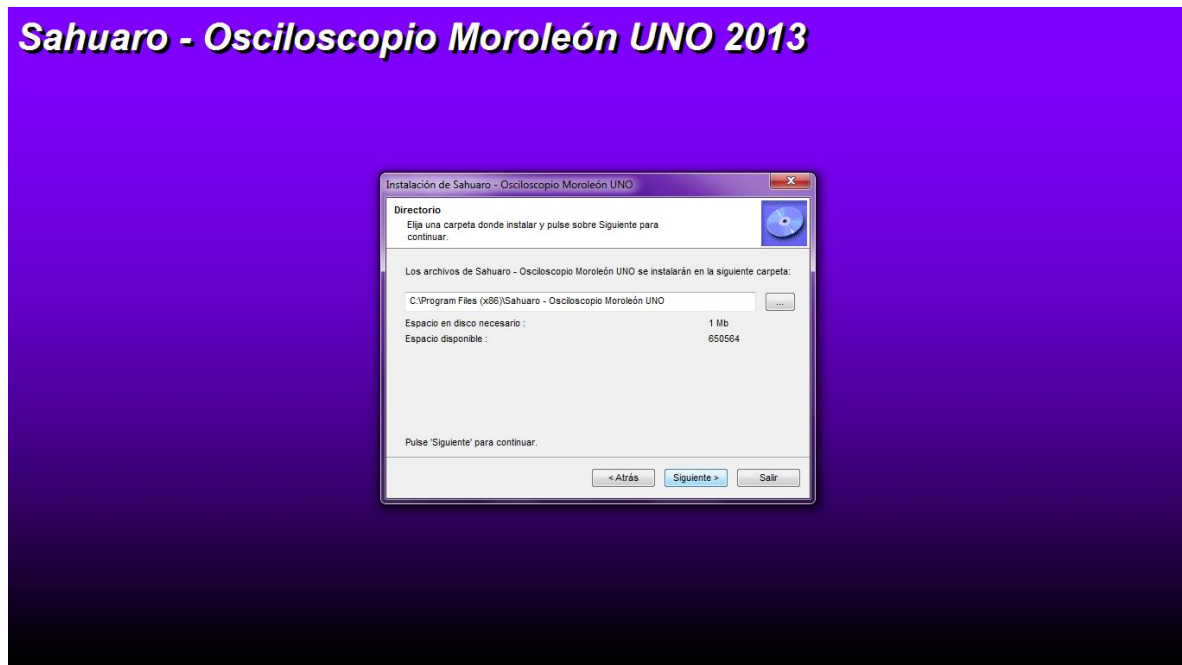 Sahuaro - Osciloscopio Moroleón UNO 2013
Instalación de Sahuaro - Osciloscopio Moroleón UNO
Directorio
Elija una carpeta donde instalar y pulse sobre Siguiente para
continuar.
Los archivos de Sahuaro - Osciloscopio Moroleón UNO se instalarán en la siguiente carpeta:
C:\Program Files (x86)\Sahuaro - Osciloscopio Moroleón UNO
...
Espacio en disco necesario : 1 Mb
Espacio disponible : 650564
Pulse 'Siguiente' para continuar.
< Atrás Siguiente > Salir